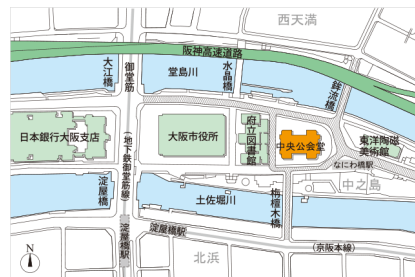 西天満
阪神高速道路
大江橋
御堂筋
堂島川
水晶橋
鉾流橋
日本銀行大阪支店
大阪市役所
府立図書館
中央公会堂
東洋陶磁
美術館
なにわ橋駅
(地下鉄御堂筋線)
中之島
淀屋橋
土佐堀川
栴檀木橋
淀屋橋駅
淀屋橋駅
(京阪本線)
北浜
N